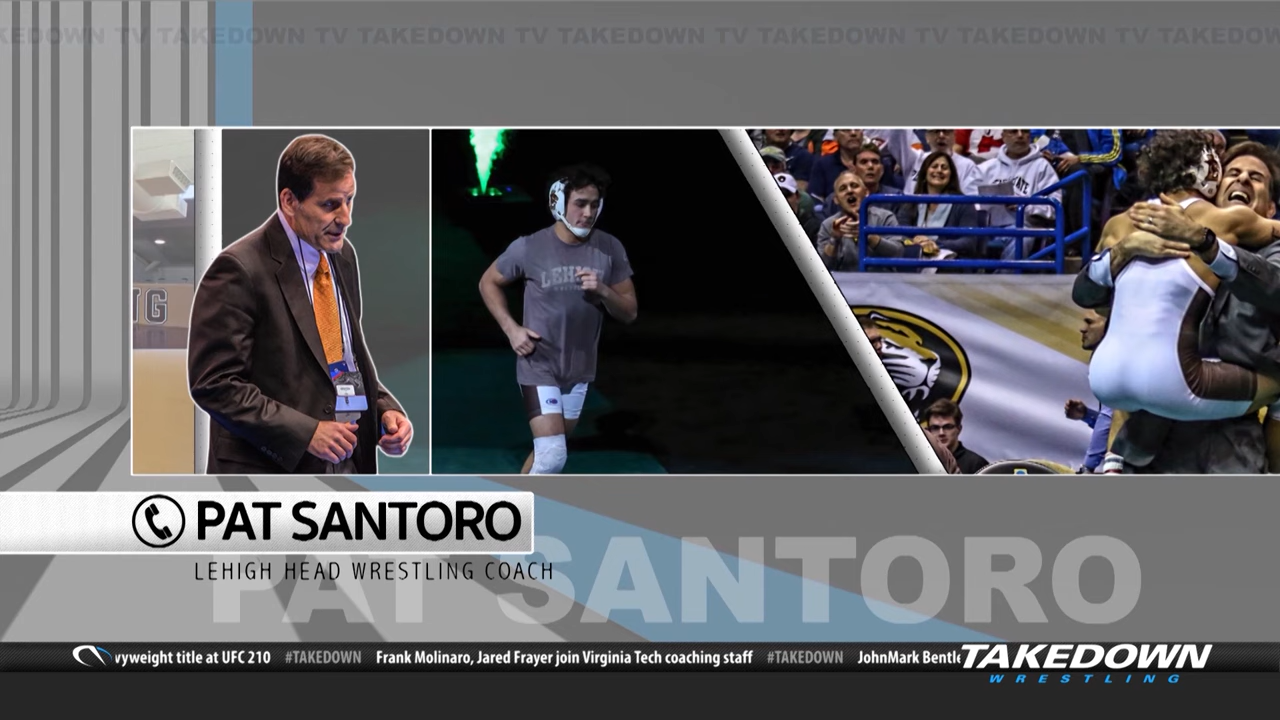 TAKEDOWN TV TAKEDOWN TV TAKEDOWN TV TAKEDOWN TV TAKEDOWN TV TAKEDOWN TV
LEHIGH
PAT SANTORO
LEHIGH HEAD WRESTLING COACH
PAT SANTORO
vyweight title at UFC 210 #TAKEDOWN Frank Molinaro, Jared Frayer join Virginia Tech coaching staff #TAKEDOWN JohnMark Bentle
TAKEDOWN
WRESTLING